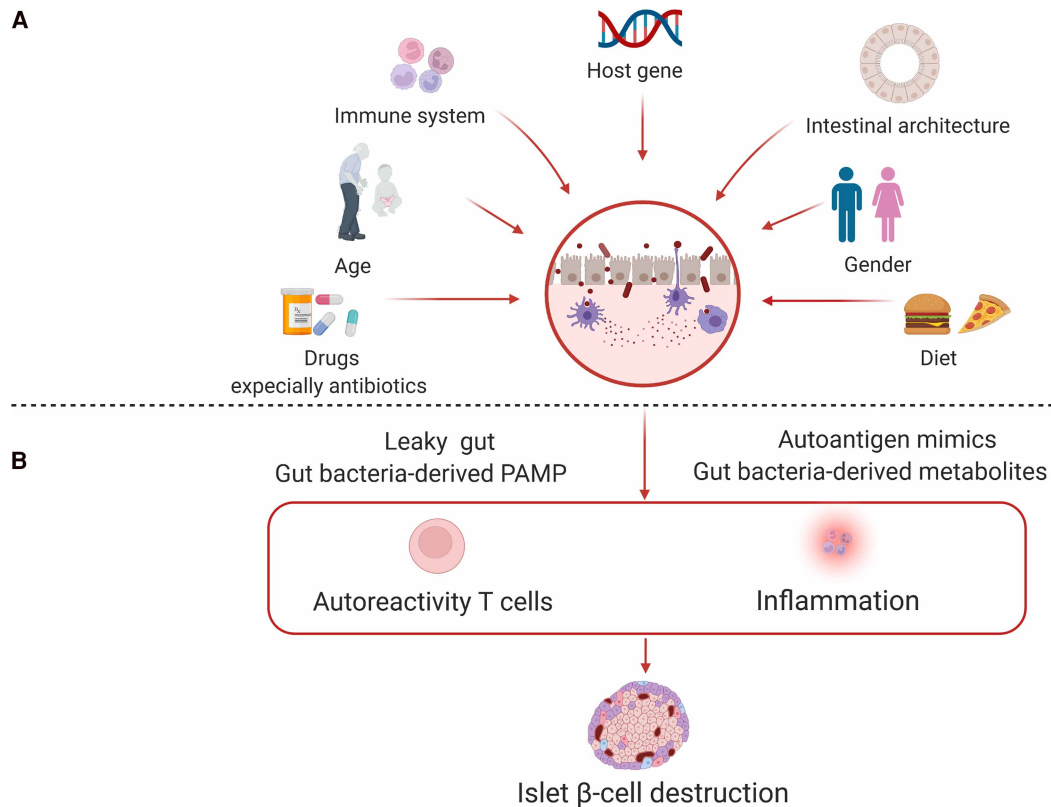 A
Host gene
Immune system
Intestinal architecture
Age
Gender
Drugs
expecially antibiotics
Diet
B
Leaky gut
Gut bacteria-derived PAMP
Autoantigen mimics
Gut bacteria-derived metabolites
Autoreactivity T cells
Inflammation
Islet β-cell destruction